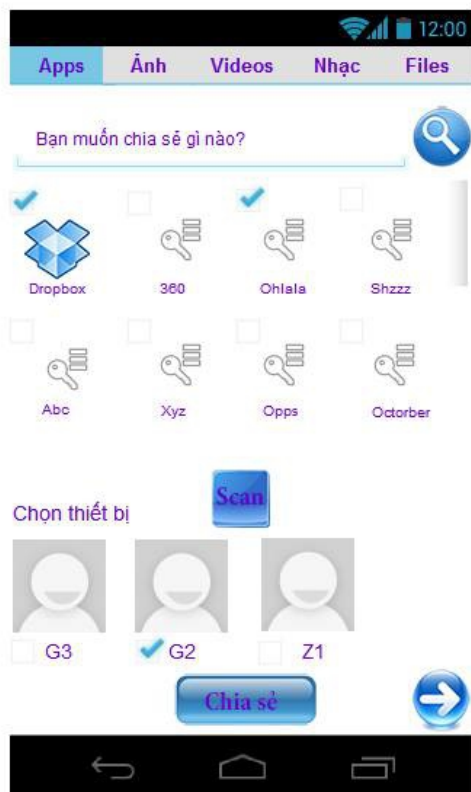 12:00
Apps Ảnh Videos Nhạc Files
Bạn muốn chia sẻ gì nào?
Dropbox 360 Ohlala Shzzz
Abc Xyz Opps Octorber
Scan
Chọn thiết bị
G3 G2 Z1
Chia sẻ